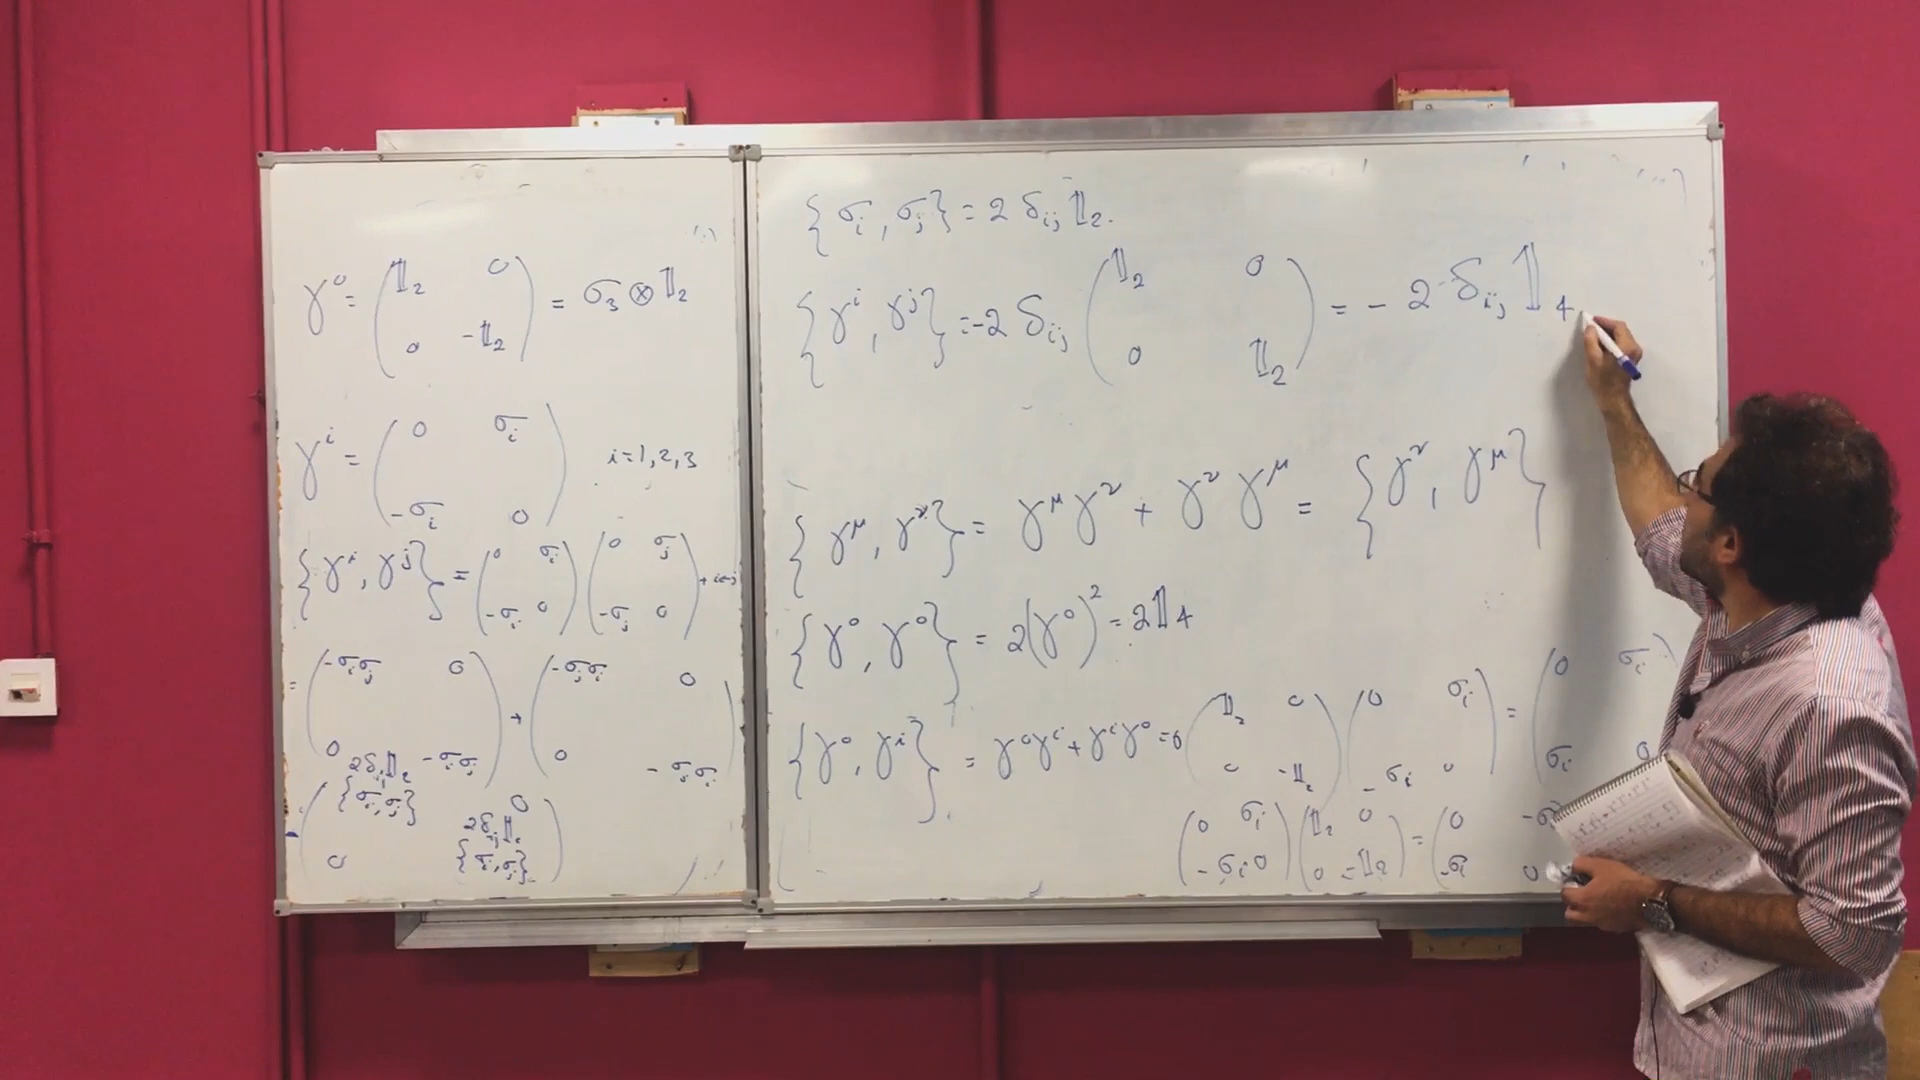 γ⁰ = ( 𝟙₂ 0 ; 0 -𝟙₂ ) = σ₃ ⊗ 𝟙₂
γⁱ = ( 0 σᵢ ; -σᵢ 0 ) i=1,2,3
{γⁱ, γʲ} = ( 0 σᵢ ; -σᵢ 0 ) ( 0 σⱼ ; -σⱼ 0 ) + i↔j
= ( -σᵢσⱼ 0 ; 0 -σᵢσⱼ ) + ( -σⱼσᵢ 0 ; 0 -σⱼσᵢ )
2δᵢⱼ𝟙₂
( {σᵢ,σⱼ} 0 ; 0 {σᵢ,σⱼ} )
2δᵢⱼ𝟙₂
{σᵢ, σⱼ} = 2 δᵢⱼ 𝟙₂.
{γⁱ, γʲ} = -2 δᵢⱼ ( 𝟙₂ 0 ; 0 𝟙₂ ) = - 2 δᵢⱼ 𝟙₄
{γ^μ, γ^ν} = γ^μ γ^ν + γ^ν γ^μ = {γ^ν, γ^μ}
{γ⁰, γ⁰} = 2(γ⁰)² = 2𝟙₄
{γ⁰, γⁱ} = γ⁰γⁱ + γⁱγ⁰ = 0 ( 𝟙₂ 0 ; 0 -𝟙₂ ) ( 0 σᵢ ; -σᵢ 0 ) = ( 0 σᵢ ; σᵢ 0
( 0 σᵢ ; -σᵢ 0 ) ( 𝟙₂ 0 ; 0 -𝟙₂ ) = ( 0 -σᵢ ; -σᵢ 0